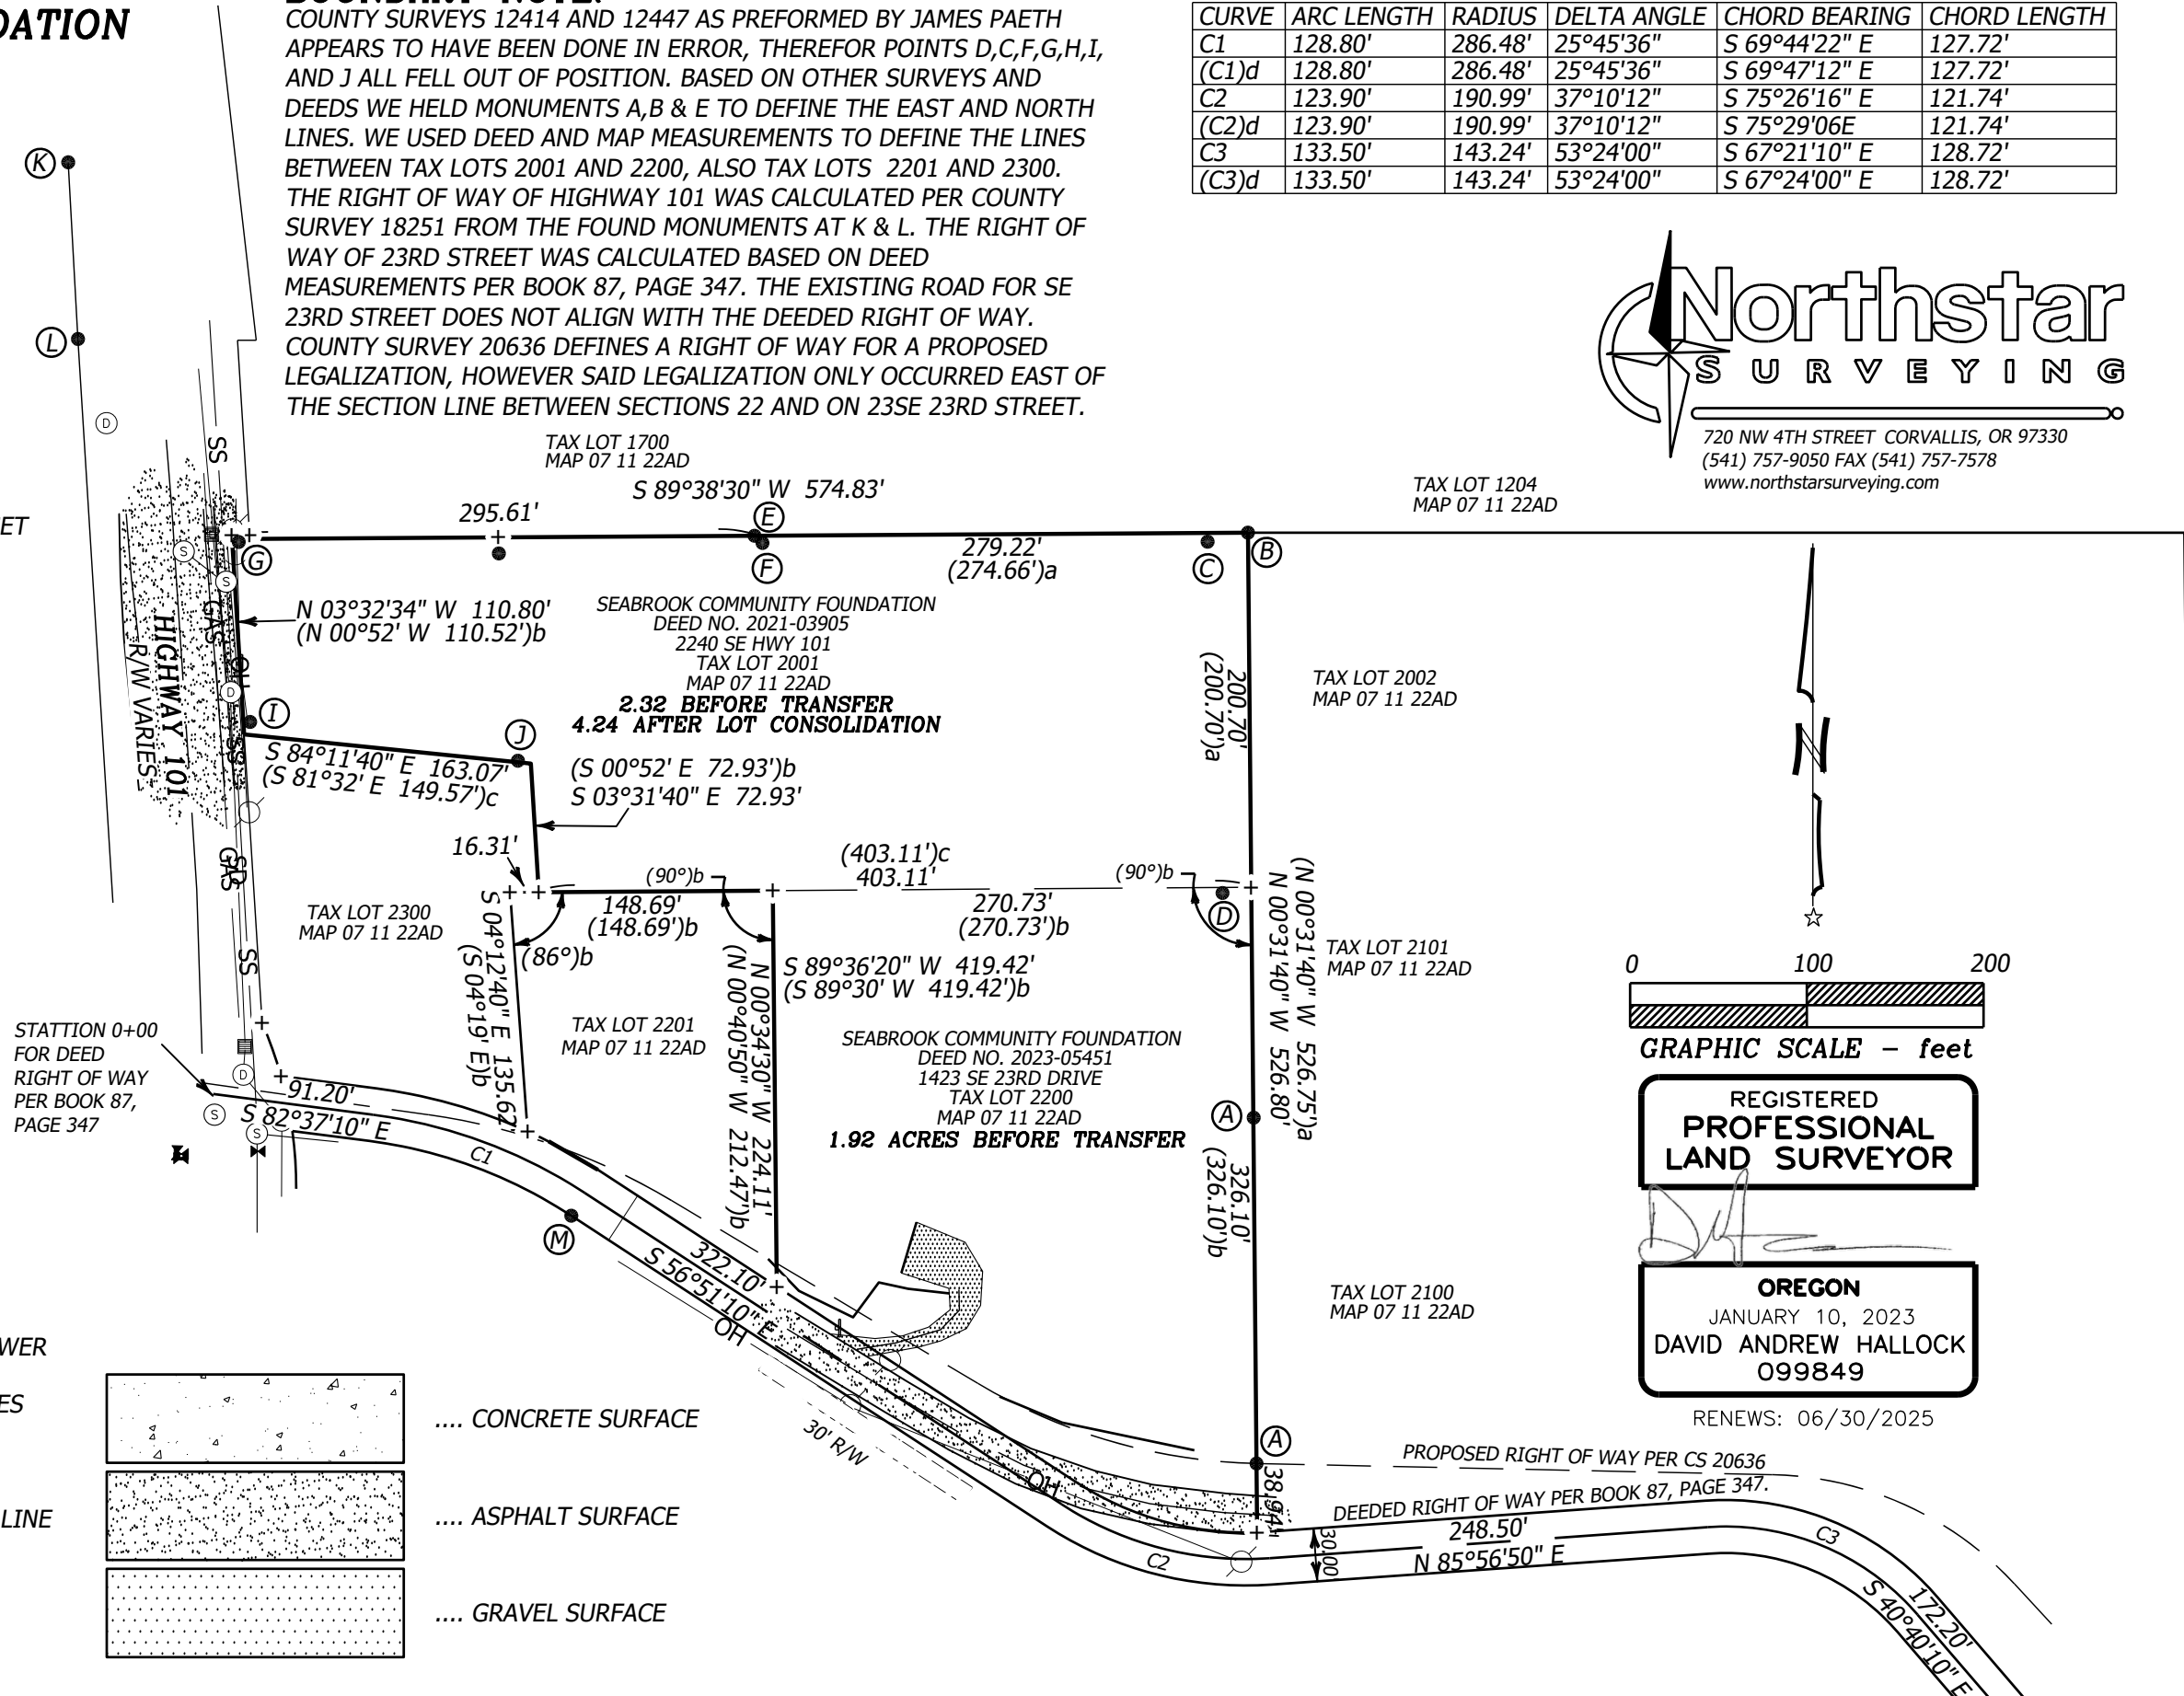 DATION
BOUNDARY NOTE:
COUNTY SURVEYS 12414 AND 12447 AS PREFORMED BY JAMES PAETH
APPEARS TO HAVE BEEN DONE IN ERROR, THEREFOR POINTS D,C,F,G,H,I,
AND J ALL FELL OUT OF POSITION. BASED ON OTHER SURVEYS AND
DEEDS WE HELD MONUMENTS A,B & E TO DEFINE THE EAST AND NORTH
LINES. WE USED DEED AND MAP MEASUREMENTS TO DEFINE THE LINES
BETWEEN TAX LOTS 2001 AND 2200, ALSO TAX LOTS 2201 AND 2300.
THE RIGHT OF WAY OF HIGHWAY 101 WAS CALCULATED PER COUNTY
SURVEY 18251 FROM THE FOUND MONUMENTS AT K & L. THE RIGHT OF
WAY OF 23RD STREET WAS CALCULATED BASED ON DEED
MEASUREMENTS PER BOOK 87, PAGE 347. THE EXISTING ROAD FOR SE
23RD STREET DOES NOT ALIGN WITH THE DEEDED RIGHT OF WAY.
COUNTY SURVEY 20636 DEFINES A RIGHT OF WAY FOR A PROPOSED
LEGALIZATION, HOWEVER SAID LEGALIZATION ONLY OCCURRED EAST OF
THE SECTION LINE BETWEEN SECTIONS 22 AND ON 23SE 23RD STREET.
CURVE ARC LENGTH RADIUS DELTA ANGLE CHORD BEARING CHORD LENGTH
C1 128.80' 286.48' 25°45'36" S 69°44'22" E 127.72'
(C1)d 128.80' 286.48' 25°45'36" S 69°47'12" E 127.72'
C2 123.90' 190.99' 37°10'12" S 75°26'16" E 121.74'
(C2)d 123.90' 190.99' 37°10'12" S 75°29'06E 121.74'
C3 133.50' 143.24' 53°24'00" S 67°21'10" E 128.72'
(C3)d 133.50' 143.24' 53°24'00" S 67°24'00" E 128.72'
Northstar
SURVEYING
720 NW 4TH STREET CORVALLIS, OR 97330
(541) 757-9050 FAX (541) 757-7578
www.northstarsurveying.com
K
L
D
SS
TAX LOT 1700
MAP 07 11 22AD
S 89°38'30" W 574.83'
TAX LOT 1204
MAP 07 11 22AD
ET
295.61'
E
F
279.22'
(274.66')a
C
B
G
S
S
GAS
OH
D
SS
HIGHWAY 101
R/W VARIES
N 03°32'34" W 110.80'
(N 00°52' W 110.52')b
SEABROOK COMMUNITY FOUNDATION
DEED NO. 2021-03905
2240 SE HWY 101
TAX LOT 2001
MAP 07 11 22AD
2.32 BEFORE TRANSFER
4.24 AFTER LOT CONSOLIDATION
200.70'
(200.70')a
TAX LOT 2002
MAP 07 11 22AD
N
I
J
S 84°11'40" E 163.07'
(S 81°32' E 149.57')c
(S 00°52' E 72.93')b
S 03°31'40" E 72.93'
16.31'
GAS
SD
(90°)b
(403.11')c
403.11'
(90°)b
148.69'
(148.69')b
270.73'
(270.73')b
D
TAX LOT 2300
MAP 07 11 22AD
(86°)b
S 04°12'40" E 135.62'
(S 04°19' E)b
N 00°34'30" W 224.11'
(N 00°40'50" W 212.47')b
S 89°36'20" W 419.42'
(S 89°30' W 419.42')b
(N 00°31'40" W 526.75')a
N 00°31'40" W 526.80'
TAX LOT 2101
MAP 07 11 22AD
0 100 200
GRAPHIC SCALE – feet
SS
TAX LOT 2201
MAP 07 11 22AD
SEABROOK COMMUNITY FOUNDATION
DEED NO. 2023-05451
1423 SE 23RD DRIVE
TAX LOT 2200
MAP 07 11 22AD
1.92 ACRES BEFORE TRANSFER
A
326.10'
(326.10')b
STATTION 0+00
FOR DEED
RIGHT OF WAY
PER BOOK 87,
PAGE 347
D
S
S
91.20'
S 82°37'10" E
C1
M
322.10'
S 56°51'10" E
OH
30' R/W
OH
TAX LOT 2100
MAP 07 11 22AD
REGISTERED
PROFESSIONAL
LAND SURVEYOR
OREGON
JANUARY 10, 2023
DAVID ANDREW HALLOCK
099849
RENEWS: 06/30/2025
A
38.94'
PROPOSED RIGHT OF WAY PER CS 20636
DEEDED RIGHT OF WAY PER BOOK 87, PAGE 347.
248.50'
N 85°56'50" E
30.00'
C2
C3
172.20'
S 40°40'10" E
WER
ES
LINE
.... CONCRETE SURFACE
.... ASPHALT SURFACE
.... GRAVEL SURFACE